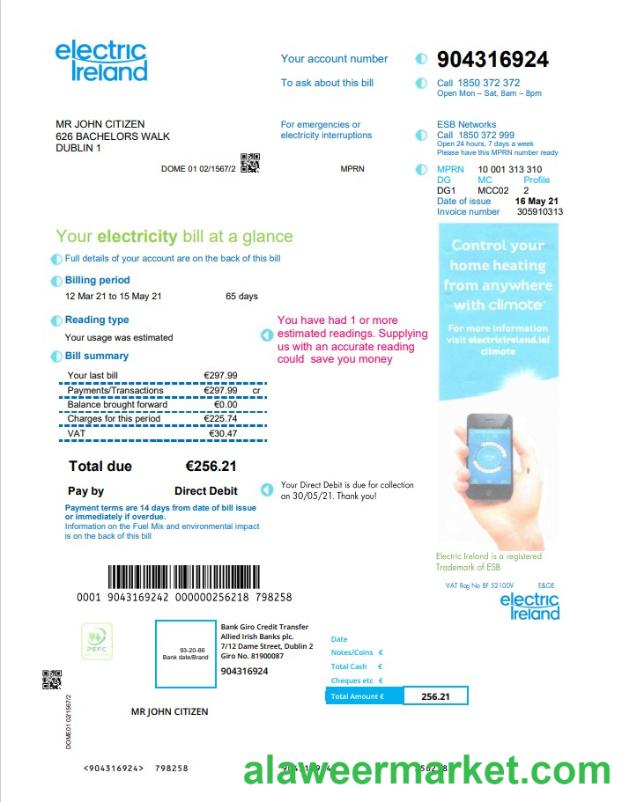 electric
Ireland
Your account number 904316924
To ask about this bill Call 1850 372 372
Open Mon – Sat, 8am – 8pm
MR JOHN CITIZEN
626 BACHELORS WALK
DUBLIN 1
For emergencies or
electricity interruptions
ESB Networks
Call 1850 372 999
Open 24 hours, 7 days a week
Please have this MPRN number ready
DOME 01 02/1567/2
MPRN
MPRN 10 001 313 310
DG MC Profile
DG1 MCC02 2
Date of issue 16 May 21
Invoice number 305910313
Your electricity bill at a glance
Full details of your account are on the back of this bill
Billing period
12 Mar 21 to 15 May 21 65 days
Reading type
Your usage was estimated
You have had 1 or more
estimated readings. Supplying
us with an accurate reading
could save you money
Bill summary
Your last bill €297.99
Payments/Transactions €297.99 cr
Balance brought forward €0.00
Charges for this period €225.74
VAT €30.47
Total due €256.21
Pay by Direct Debit
Your Direct Debit is due for collection
on 30/05/21. Thank you!
Payment terms are 14 days from date of bill issue
or immediately if overdue.
Information on the Fuel Mix and environmental impact
is on the back of this bill
Control your
home heating
from anywhere
with climote
For more information
visit electricireland.ie/
climote
Electric Ireland is a registered
Trademark of ESB
VAT Rag No BF 52100V E&OE
electric
Ireland
0001 9043169242 000000256218 798258
PEFC
93-20-86
Bank date/Brand
Bank Giro Credit Transfer
Allied Irish Banks plc.
7/12 Dame Street, Dublin 2
Giro No. 81900087
904316924
Date
Notes/Coins €
Total Cash €
Cheques etc €
Total Amount € 256.21
DOME01 021567/2
MR JOHN CITIZEN
<904316924> 798258
alaweermarket.com